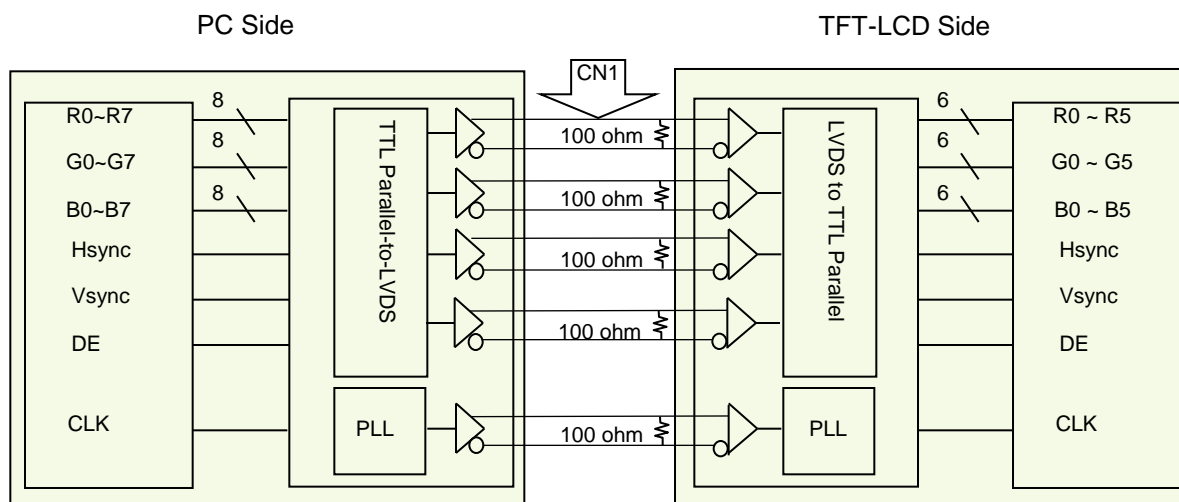 PC Side
TFT-LCD Side
CN1
R0~R7
8
G0~G7
8
B0~B7
8
Hsync
Vsync
DE
CLK
TTL Parallel-to-LVDS
PLL
100 ohm
100 ohm
100 ohm
100 ohm
100 ohm
LVDS to TTL Parallel
PLL
6
R0 ~ R5
6
G0 ~ G5
6
B0 ~ B5
Hsync
Vsync
DE
CLK